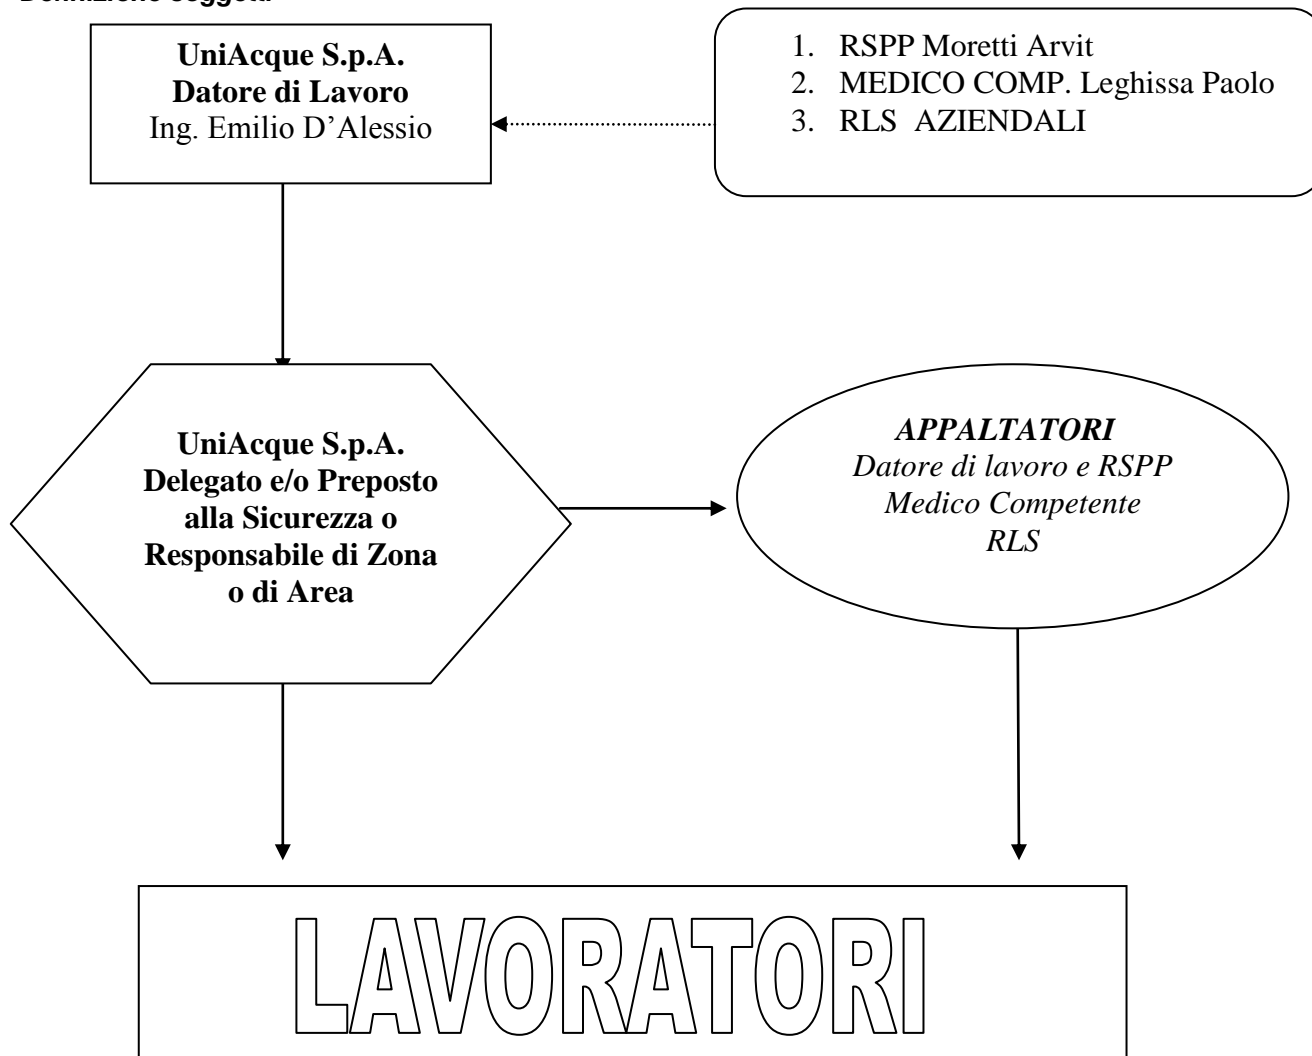 UniAcque S.p.A.
Datore di Lavoro
Ing. Emilio D'Alessio
1. RSPP Moretti Arvit
2. MEDICO COMP. Leghissa Paolo
3. RLS AZIENDALI
UniAcque S.p.A.
Delegato e/o Preposto
alla Sicurezza o
Responsabile di Zona
o di Area
APPALTATORI
Datore di lavoro e RSPP
Medico Competente
RLS
LAVORATORI